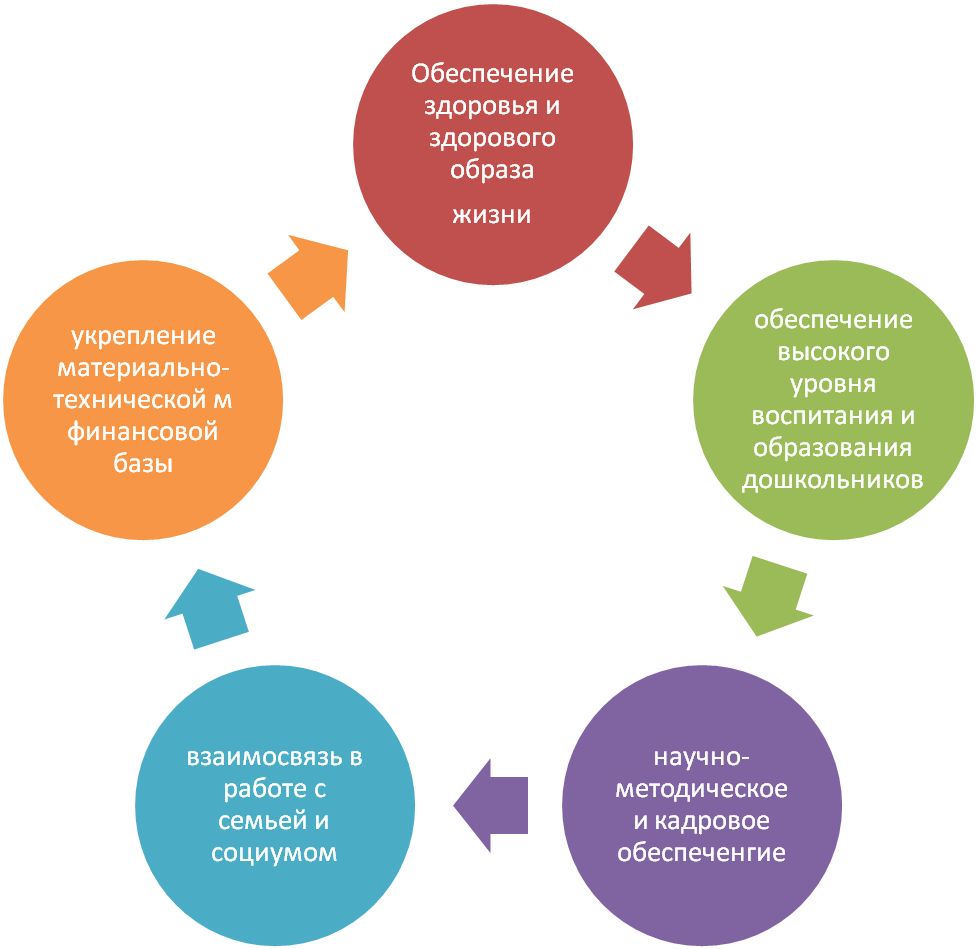 Обеспечение
здоровья и
здорового
образа
жизни
обеспечение
высокого
уровня
воспитания и
образования
дошкольников
научно-
методическое
и кадровое
обеспеченгие
взаимосвязь в
работе с
семьей и
социумом
укрепление
материально-
технической м
финансовой
базы